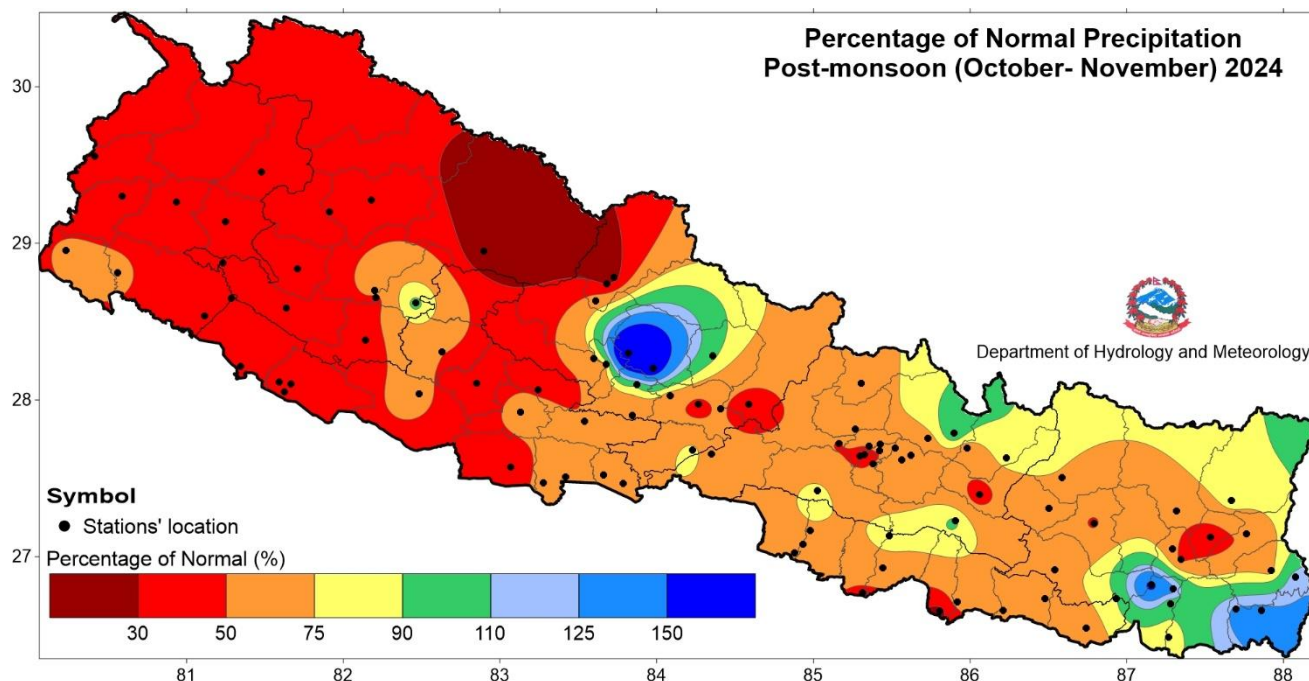 Percentage of Normal Precipitation
Post-monsoon (October- November) 2024
30
29
28
27
Department of Hydrology and Meteorology
Symbol
Stations' location
Percentage of Normal (%)
30 50 75 90 110 125 150
81 82 83 84 85 86 87 88